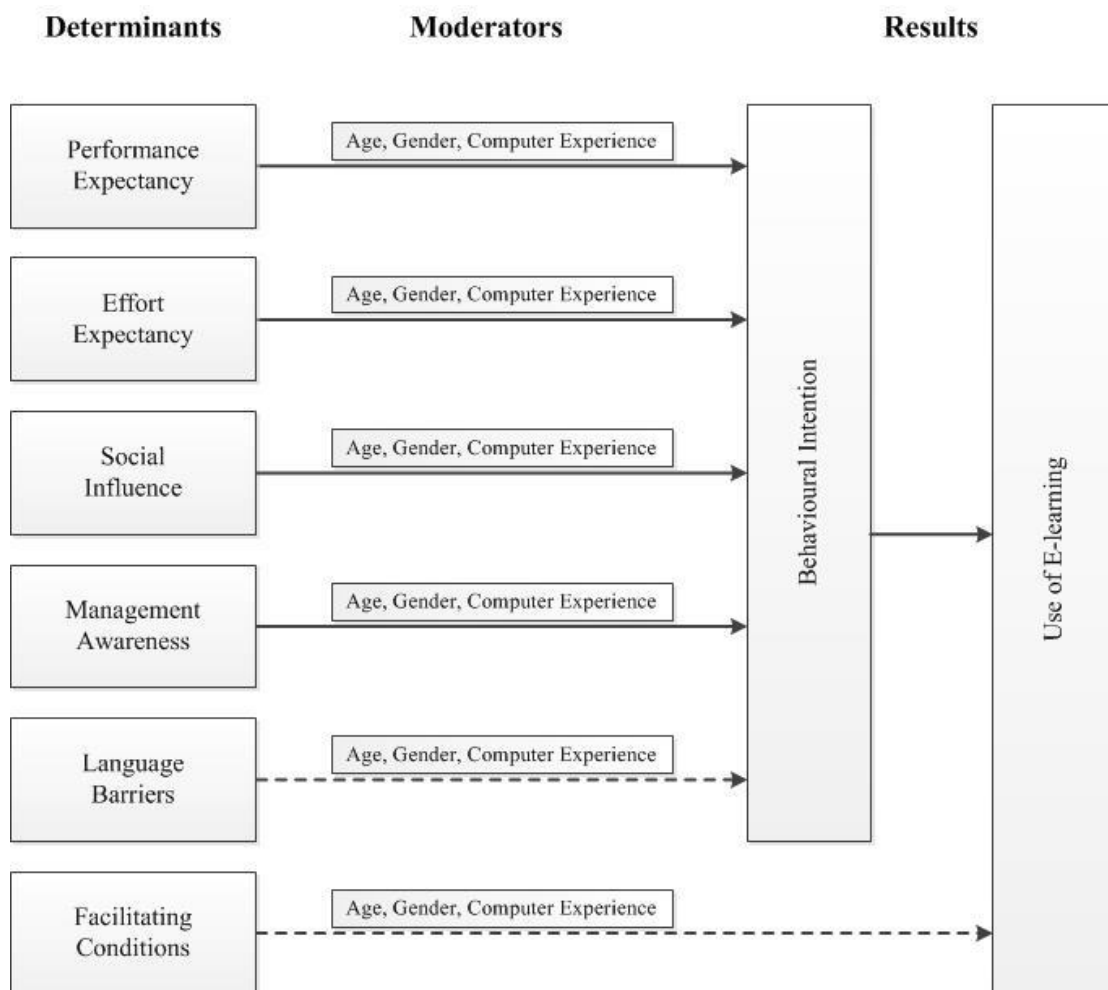 Determinants
Moderators
Results
Performance
Expectancy
Age, Gender, Computer Experience
Effort
Expectancy
Age, Gender, Computer Experience
Social
Influence
Age, Gender, Computer Experience
Management
Awareness
Age, Gender, Computer Experience
Language
Barriers
Age, Gender, Computer Experience
Facilitating
Conditions
Age, Gender, Computer Experience
Behavioural Intention
Use of E-learning